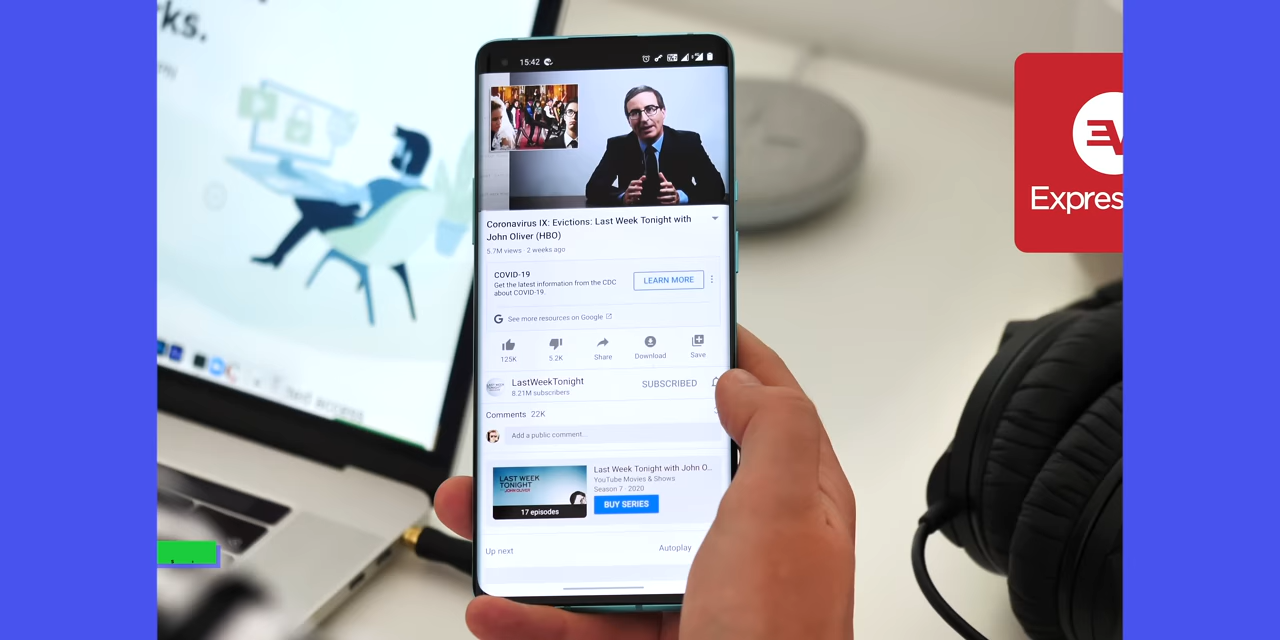 rks.
15:42
Coronavirus IX: Evictions: Last Week Tonight with
John Oliver (HBO)
5.7M views · 2 weeks ago
COVID-19
Get the latest information from the CDC
about COVID-19.
LEARN MORE
See more resources on Google
125K
5.2K
Share
Download
Save
LastWeekTonight
8.21M subscribers
SUBSCRIBED
Comments 22K
Add a public comment...
LAST WEEK
TONIGHT
17 episodes
Last Week Tonight with John O...
YouTube Movies & Shows
Season 7 · 2020
BUY SERIES
Up next
Autoplay
access
EV
Expres